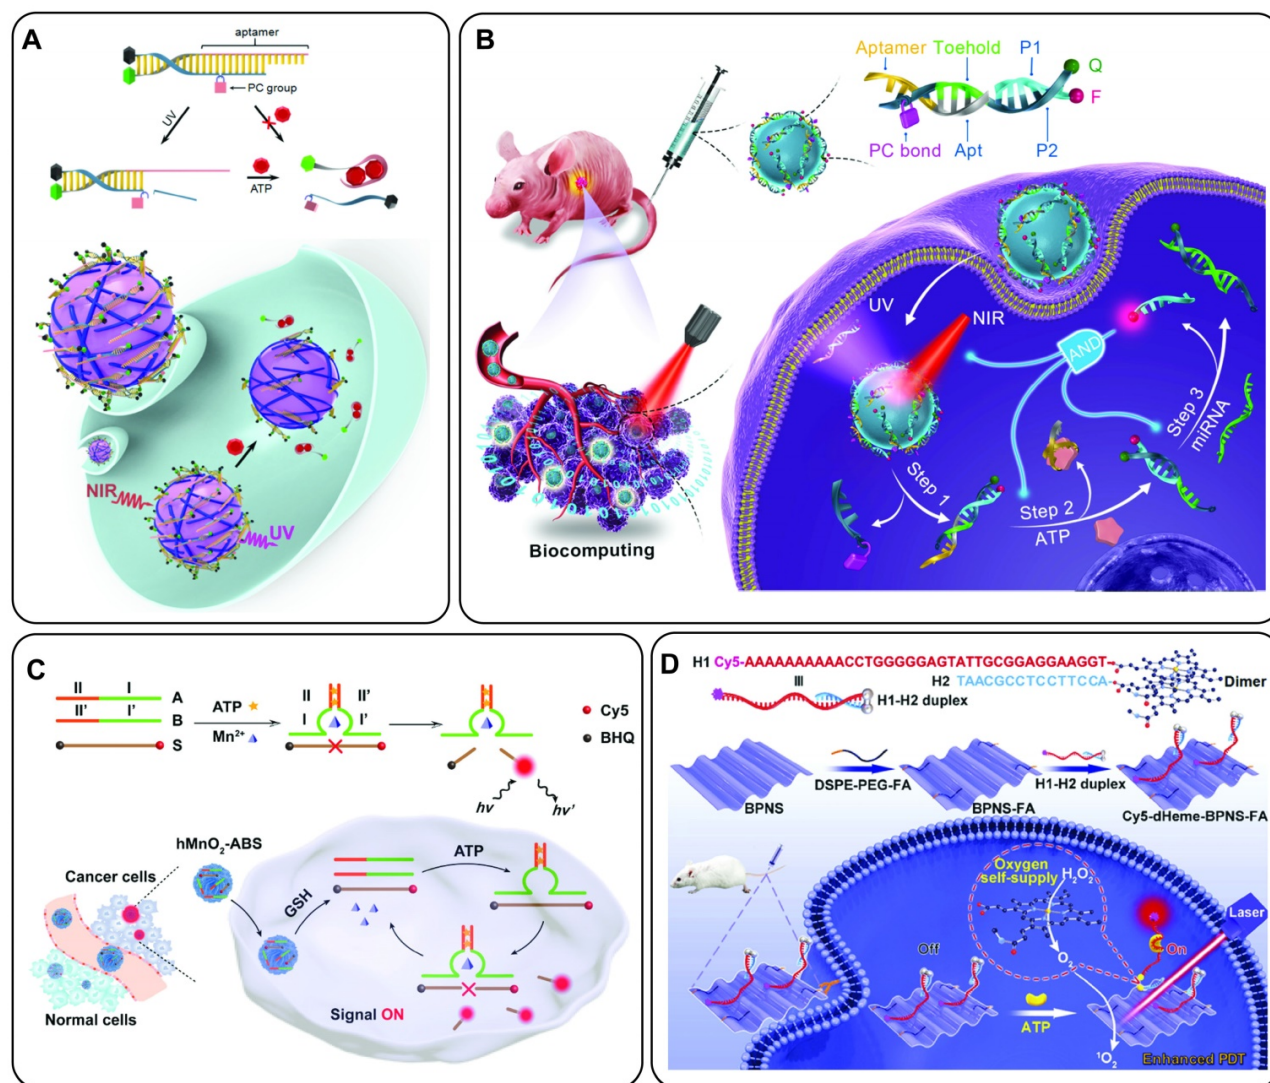 A
aptamer
PC group
UV
ATP
NIR
UV
B
Aptamer Toehold P1
Q
F
PC bond Apt P2
UV
NIR
AND
Step 1
Step 2
ATP
Step 3
miRNA
Biocomputing
C
II I A
II' I' B
S
ATP
Mn2+
II II'
I I'
Cy5
BHQ
hv hv'
hMnO2-ABS
Cancer cells
Normal cells
GSH
ATP
Signal ON
D
H1 Cy5-AAAAAAAAAACCTGGGGGAGTATTGCGGAGGAAGGT-
H2 TAACGCCTCCTTCCA-
III
H1-H2 duplex
Dimer
BPNS
DSPE-PEG-FA
BPNS-FA
H1-H2 duplex
Cy5-dHeme-BPNS-FA
Oxygen
self-supply
H2O2
O2
Laser
Off
On
ATP
1O2
Enhanced PDT